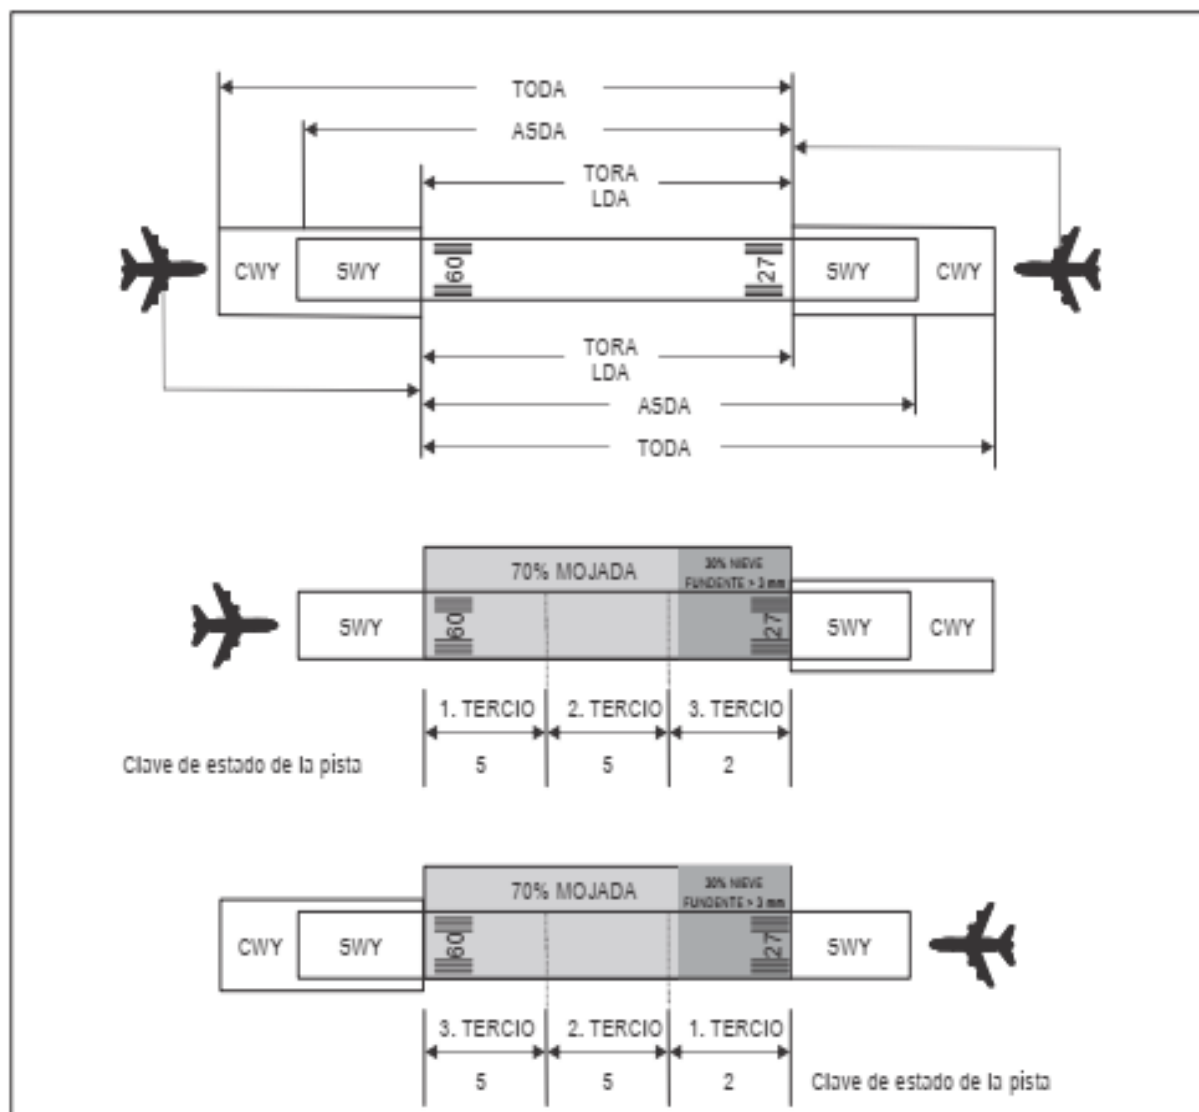 TODA
ASDA
TORA
LDA
CWY SWY 09 27 SWY CWY
TORA
LDA
ASDA
TODA
70% MOJADA 30% NIEVE
FUNDENTE > 3 mm
SWY 09 27 SWY CWY
1. TERCIO 2. TERCIO 3. TERCIO
Clave de estado de la pista 5 5 2
70% MOJADA 30% NIEVE
FUNDENTE > 3 mm
CWY SWY 09 27 SWY
3. TERCIO 2. TERCIO 1. TERCIO
5 5 2 Clave de estado de la pista